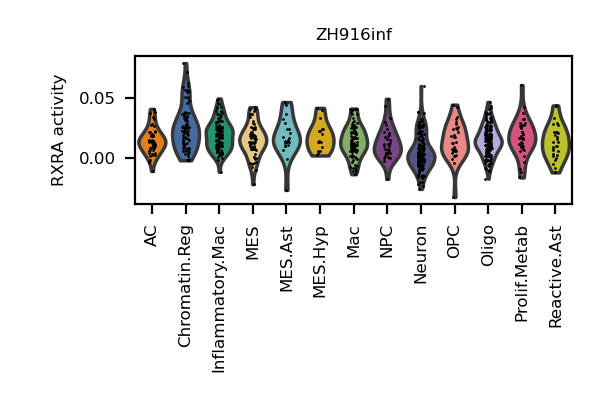 ZH916inf
RXRA activity
0.05
0.00
AC
Chromatin.Reg
Inflammatory.Mac
MES
MES.Ast
MES.Hyp
Mac
NPC
Neuron
OPC
Oligo
Prolif.Metab
Reactive.Ast